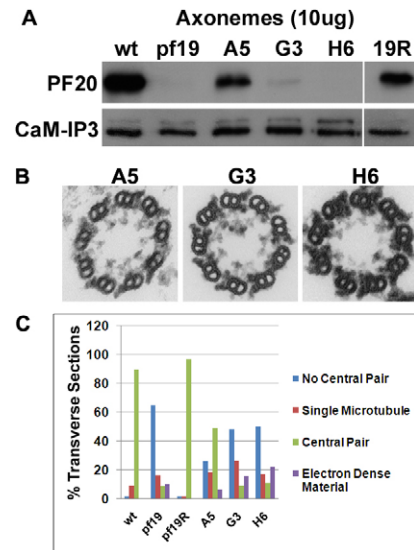 A
Axonemes (10ug)
wt pf19 A5 G3 H6 19R
PF20
CaM-IP3
B
A5 G3 H6
C
% Transverse Sections
120
100
80
60
40
20
0
wt pf19 pf19R A5 G3 H6
No Central Pair
Single Microtubule
Central Pair
Electron Dense
Material